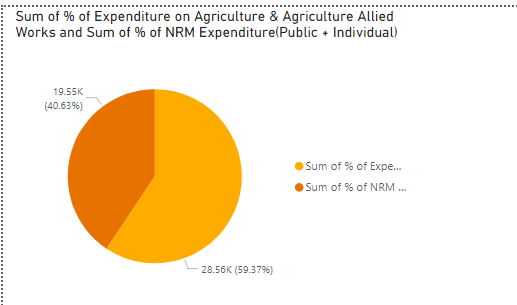 Sum of % of Expenditure on Agriculture & Agriculture Allied
Works and Sum of % of NRM Expenditure(Public + Individual)
19.55K
(40.63%)
Sum of % of Expe...
Sum of % of NRM ...
28.56K (59.37%)